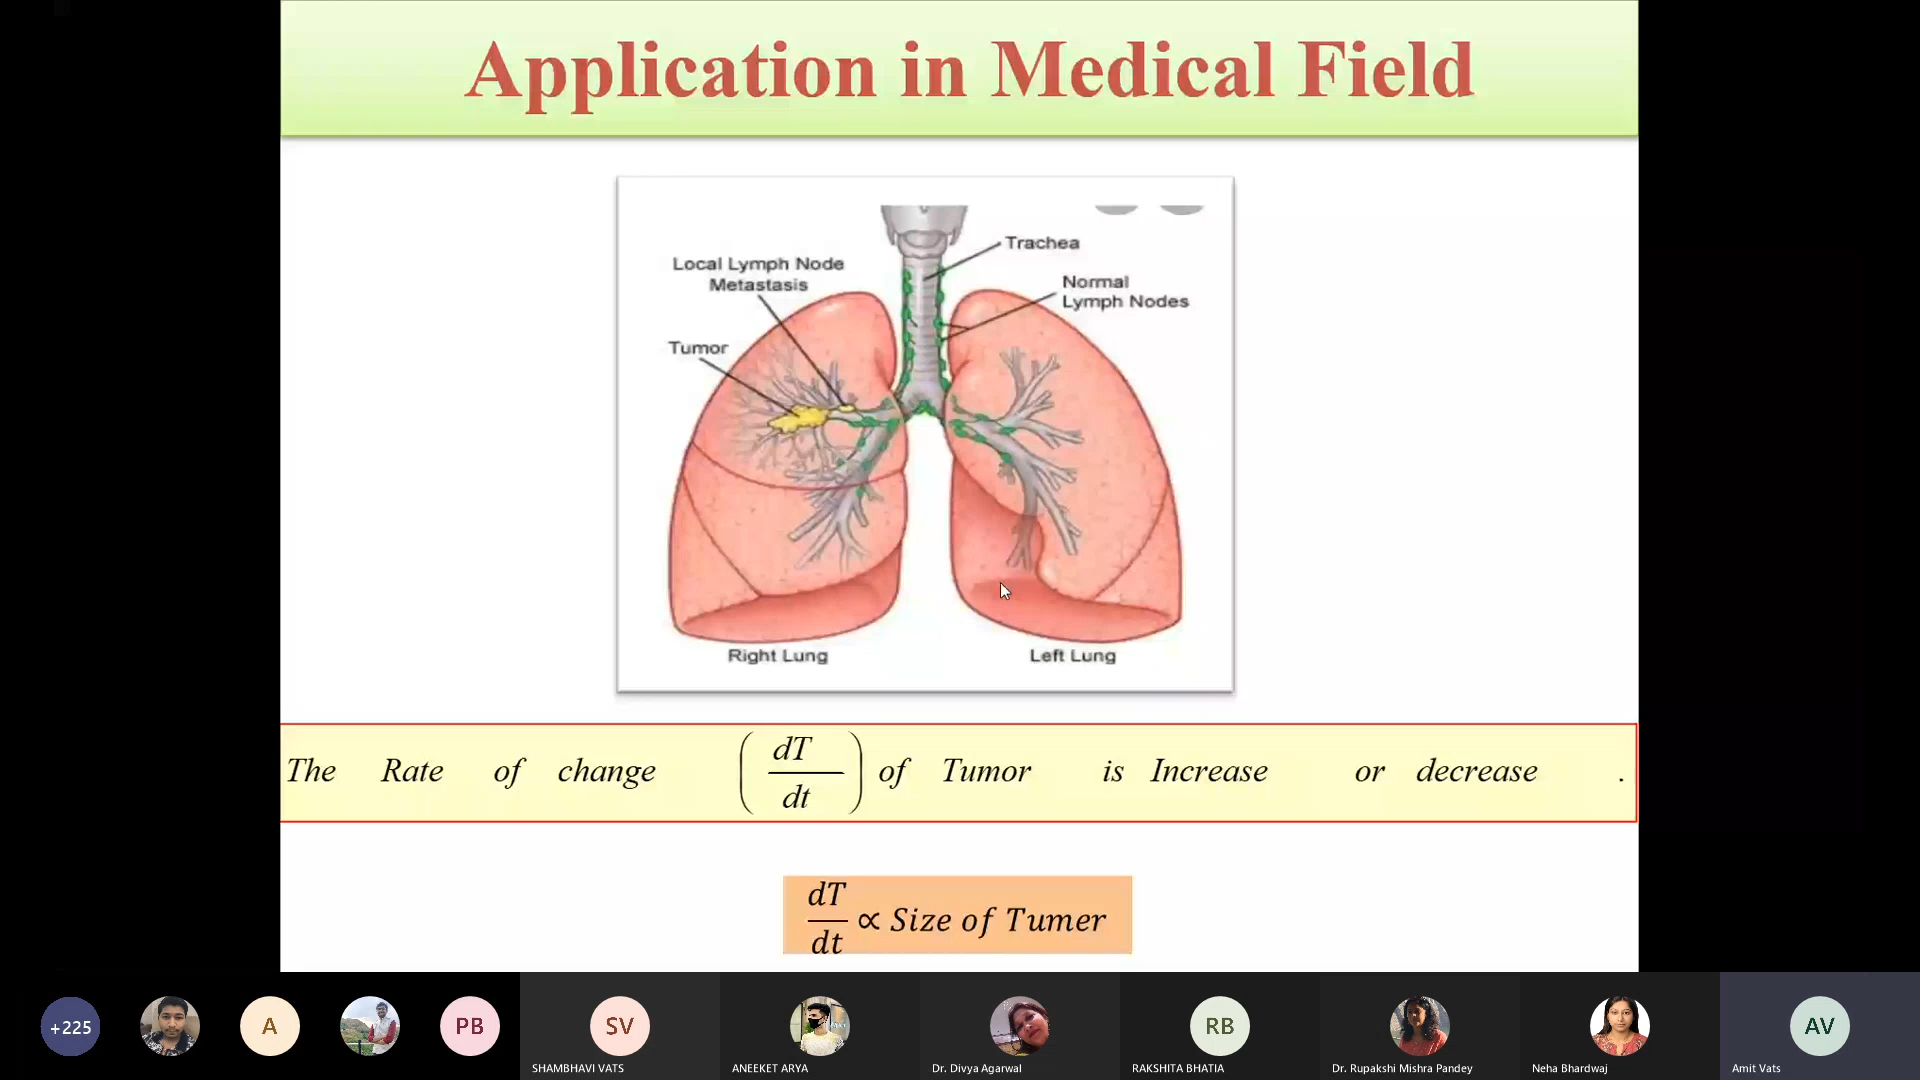 Application in Medical Field
Trachea
Local Lymph Node
Metastasis
Normal
Lymph Nodes
Tumor
Right Lung
Left Lung
The Rate of change (dT/dt) of Tumor is Increase or decrease .
dT/dt ∝ Size of Tumer
+225
A
PB
SV
RB
AV
SHAMBHAVI VATS
ANEEKET ARYA
Dr. Divya Agarwal
RAKSHITA BHATIA
Dr. Rupakshi Mishra Pandey
Neha Bhardwaj
Amit Vats